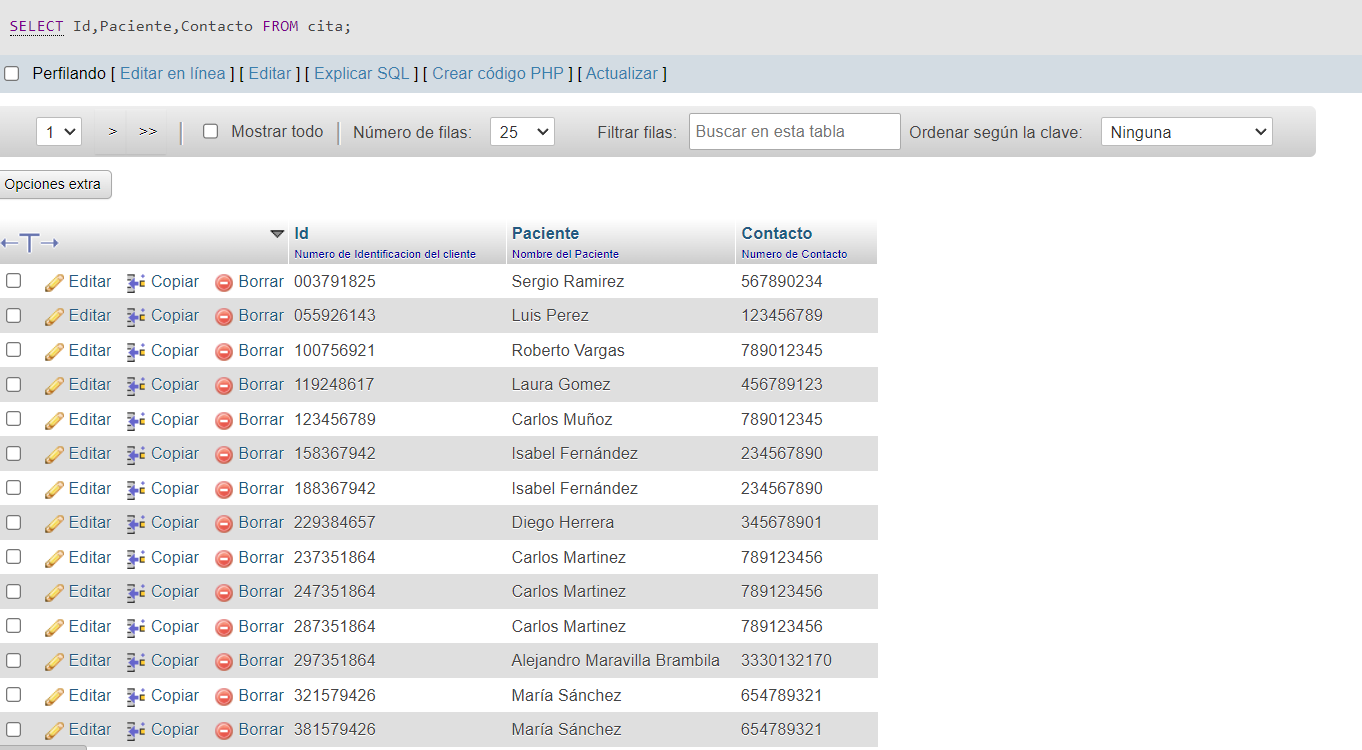 SELECT Id,Paciente,Contacto FROM cita;
Perfilando [ Editar en línea ] [ Editar ] [ Explicar SQL ] [ Crear código PHP ] [ Actualizar ]
1 > >> Mostrar todo Número de filas: 25 Filtrar filas: Buscar en esta tabla Ordenar según la clave: Ninguna
Opciones extra
←T→ Id Paciente Contacto
Numero de Identificacion del cliente Nombre del Paciente Numero de Contacto
Editar Copiar Borrar 003791825 Sergio Ramirez 567890234
Editar Copiar Borrar 055926143 Luis Perez 123456789
Editar Copiar Borrar 100756921 Roberto Vargas 789012345
Editar Copiar Borrar 119248617 Laura Gomez 456789123
Editar Copiar Borrar 123456789 Carlos Muñoz 789012345
Editar Copiar Borrar 158367942 Isabel Fernández 234567890
Editar Copiar Borrar 188367942 Isabel Fernández 234567890
Editar Copiar Borrar 229384657 Diego Herrera 345678901
Editar Copiar Borrar 237351864 Carlos Martinez 789123456
Editar Copiar Borrar 247351864 Carlos Martinez 789123456
Editar Copiar Borrar 287351864 Carlos Martinez 789123456
Editar Copiar Borrar 297351864 Alejandro Maravilla Brambila 3330132170
Editar Copiar Borrar 321579426 María Sánchez 654789321
Editar Copiar Borrar 381579426 María Sánchez 654789321